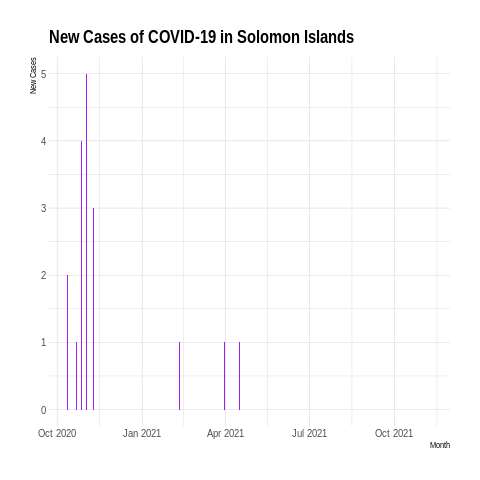 New Cases of COVID-19 in Solomon Islands
New Cases
5
4
3
2
1
0
Oct 2020 Jan 2021 Apr 2021 Jul 2021 Oct 2021
Month